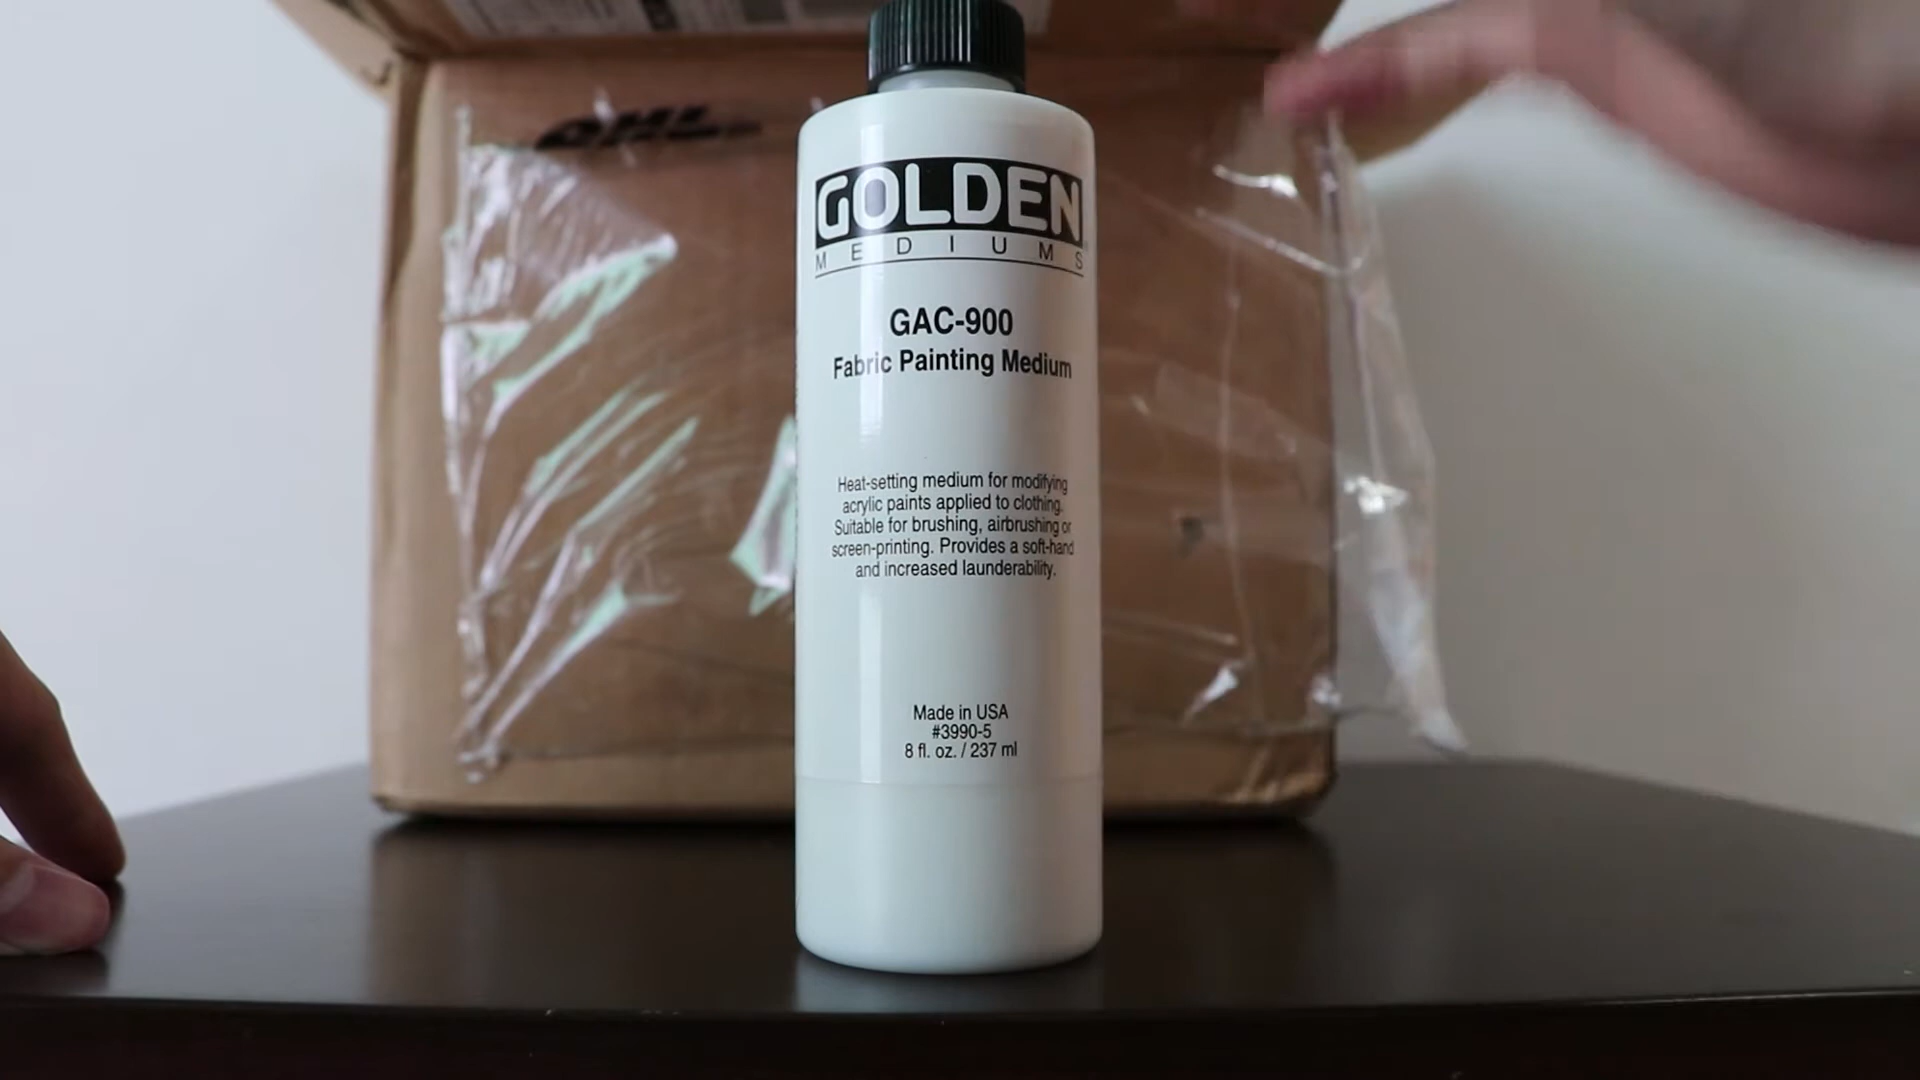 DHL
GOLDEN
MEDIUMS
GAC-900
Fabric Painting Medium
Heat-setting medium for modifying
acrylic paints applied to clothing.
Suitable for brushing, airbrushing or
screen-printing. Provides a soft-hand
and increased launderability.
Made in USA
#3990-5
8 fl. oz. / 237 ml